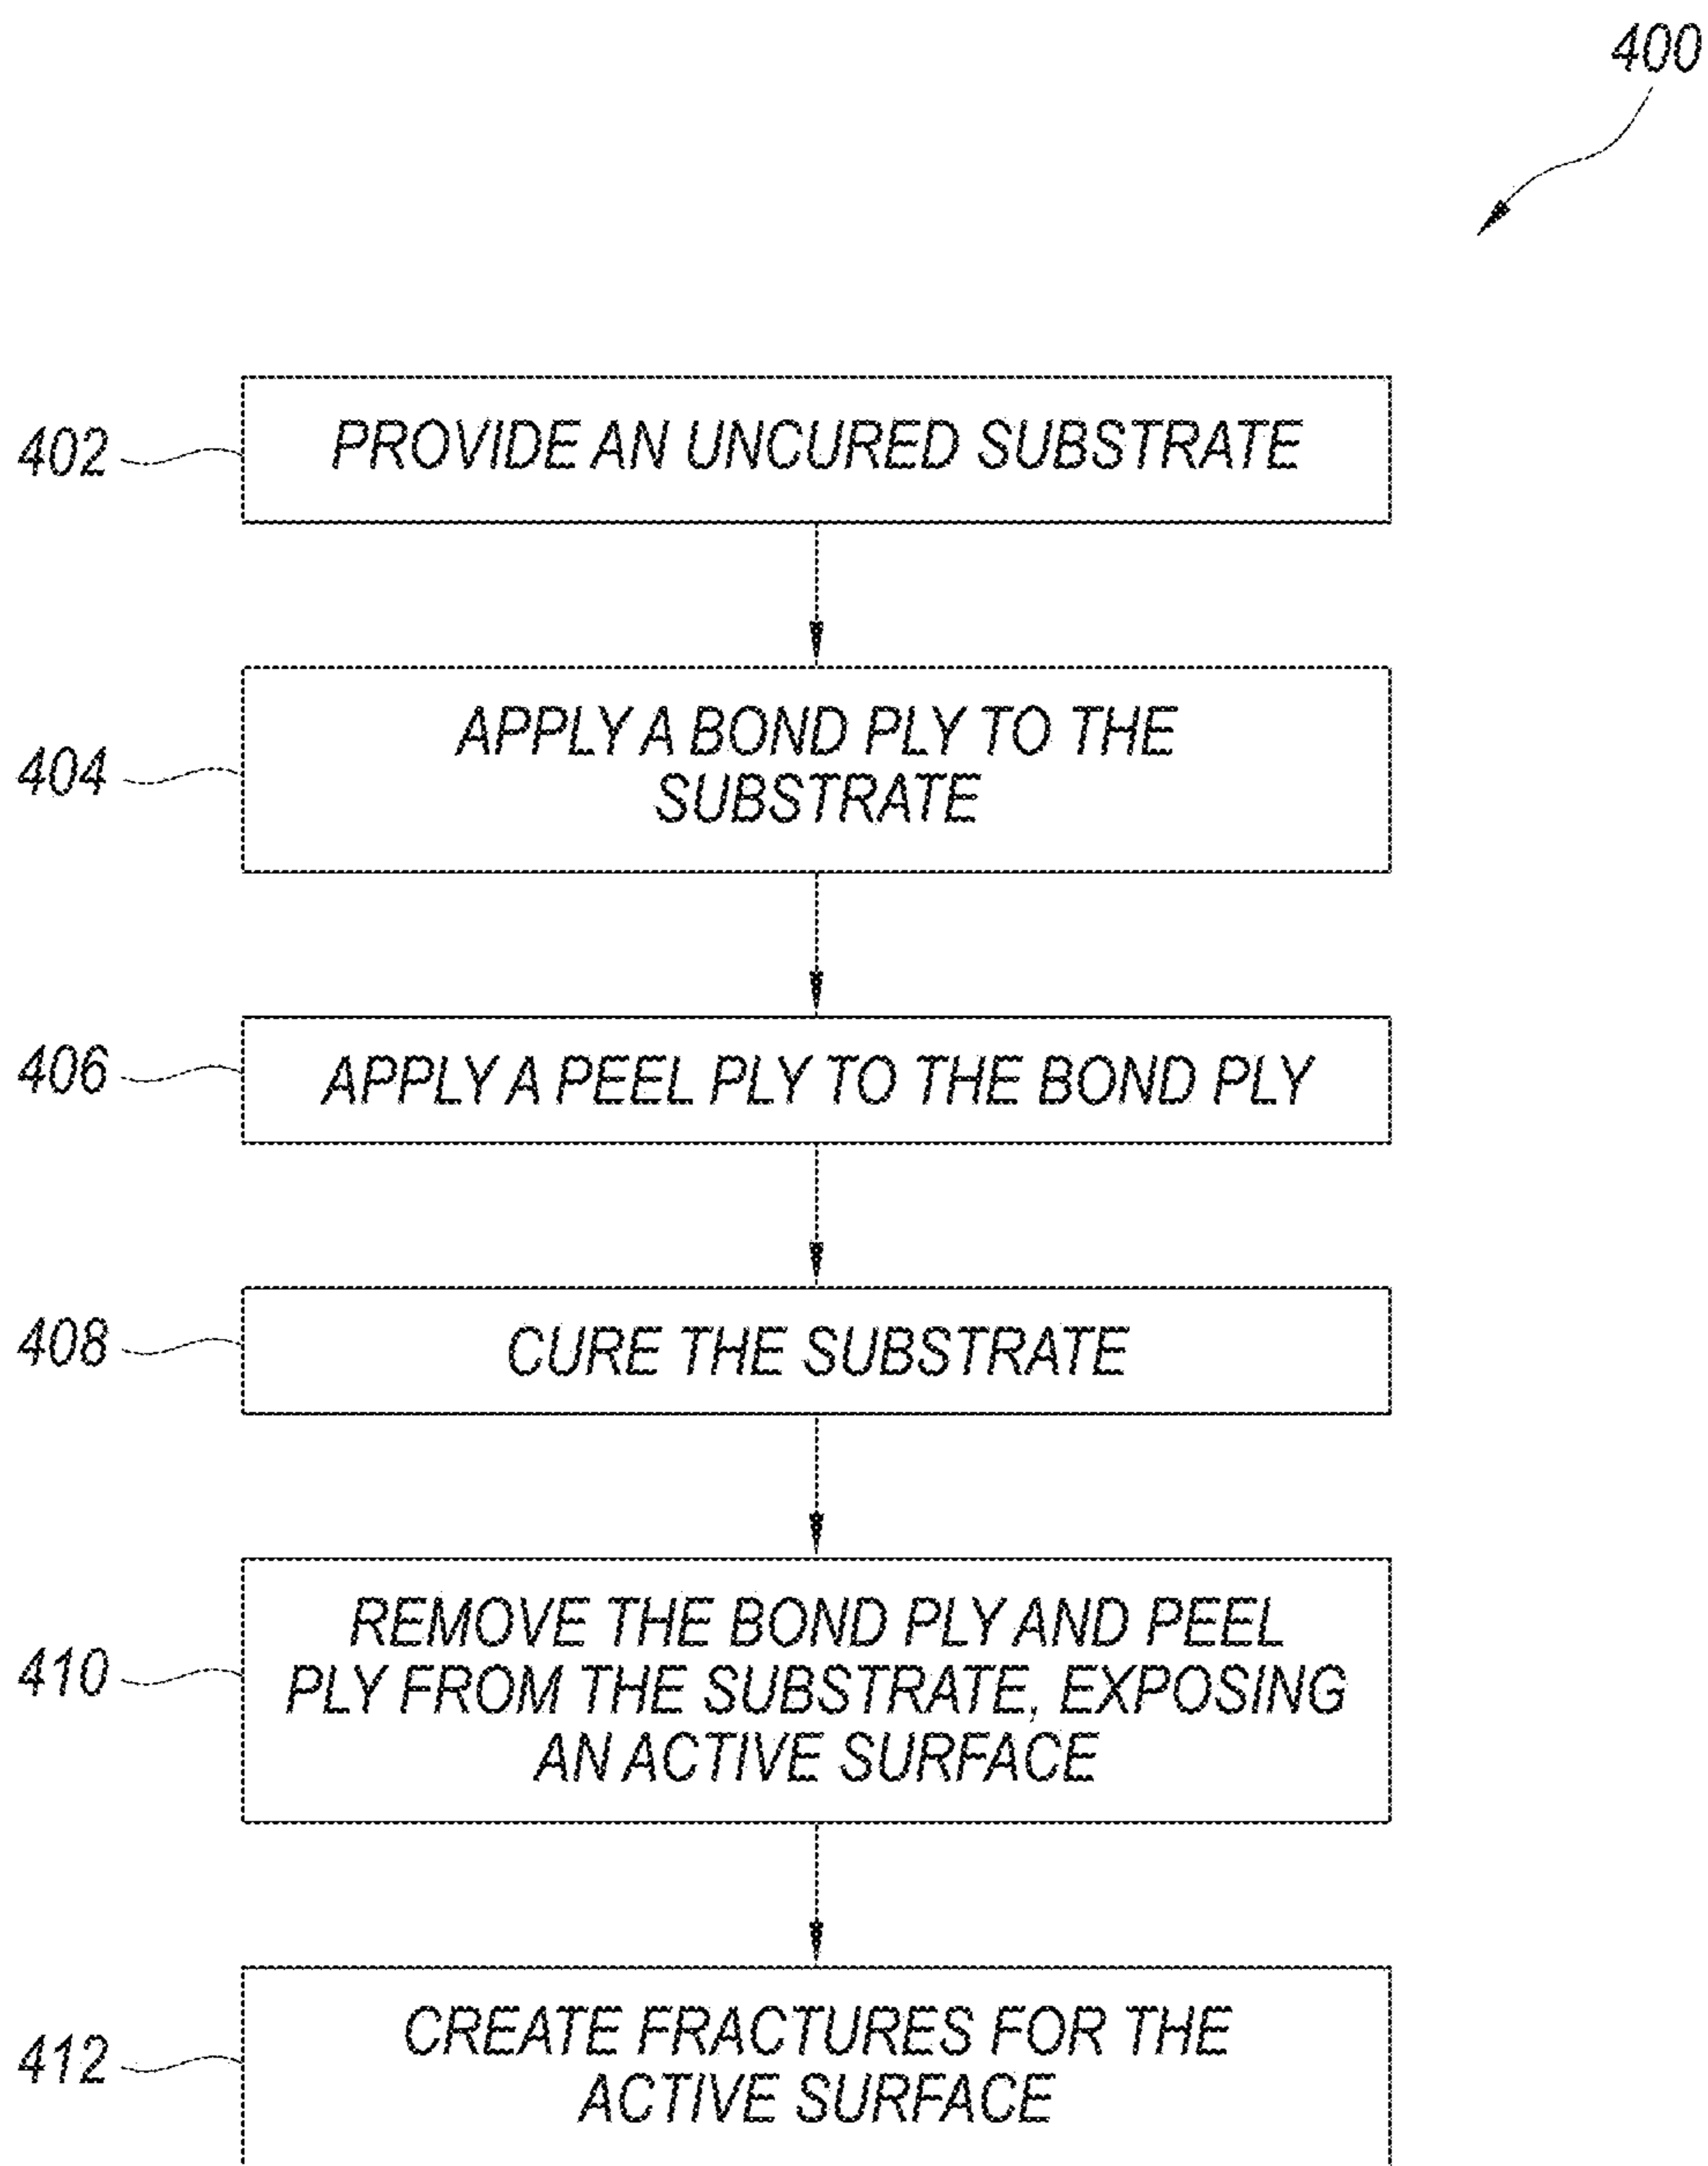 400
402
PROVIDE AN UNCURED SUBSTRATE
404
APPLY A BOND PLY TO THE
SUBSTRATE
406
APPLY A PEEL PLY TO THE BOND PLY
408
CURE THE SUBSTRATE
410
REMOVE THE BOND PLY AND PEEL
PLY FROM THE SUBSTRATE, EXPOSING
AN ACTIVE SURFACE
412
CREATE FRACTURES FOR THE
ACTIVE SURFACE